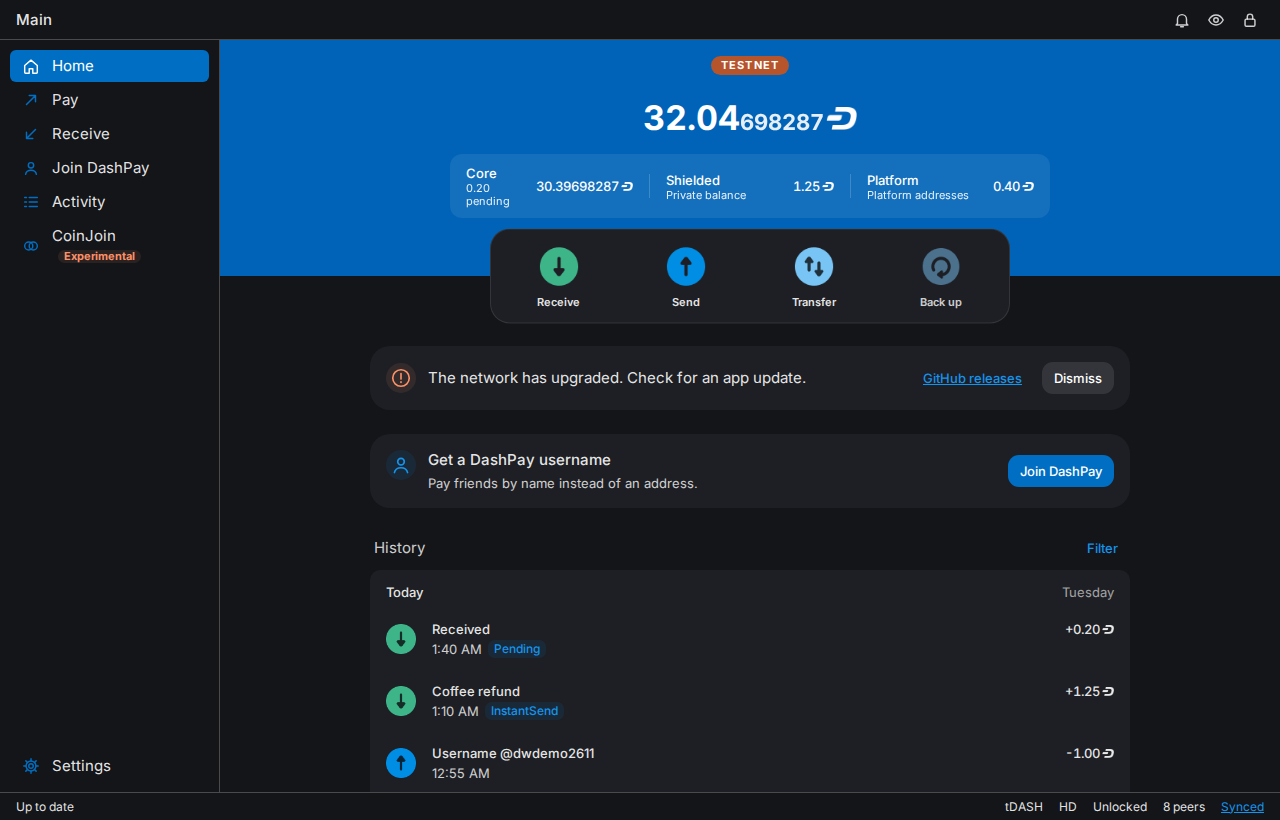 Main
Home
Pay
Receive
Join DashPay
Activity
CoinJoin
Experimental
Settings
TESTNET
32.04698287
Core
0.20
pending
30.39698287
Shielded
Private balance
1.25
Platform
Platform addresses
0.40
Receive
Send
Transfer
Back up
The network has upgraded. Check for an app update.
GitHub releases
Dismiss
Get a DashPay username
Pay friends by name instead of an address.
Join DashPay
History
Filter
Today
Tuesday
Received
+0.20
1:40 AM Pending
Coffee refund
+1.25
1:10 AM InstantSend
Username @dwdemo2611
-1.00
12:55 AM
Up to date
tDASH
HD
Unlocked
8 peers
Synced